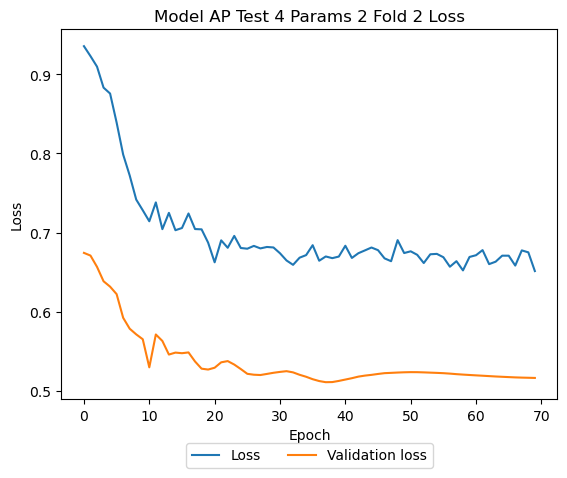 Model AP Test 4 Params 2 Fold 2 Loss
Loss
0.9
0.8
0.7
0.6
0.5
0 10 20 30 40 50 60 70
Epoch
Loss Validation loss